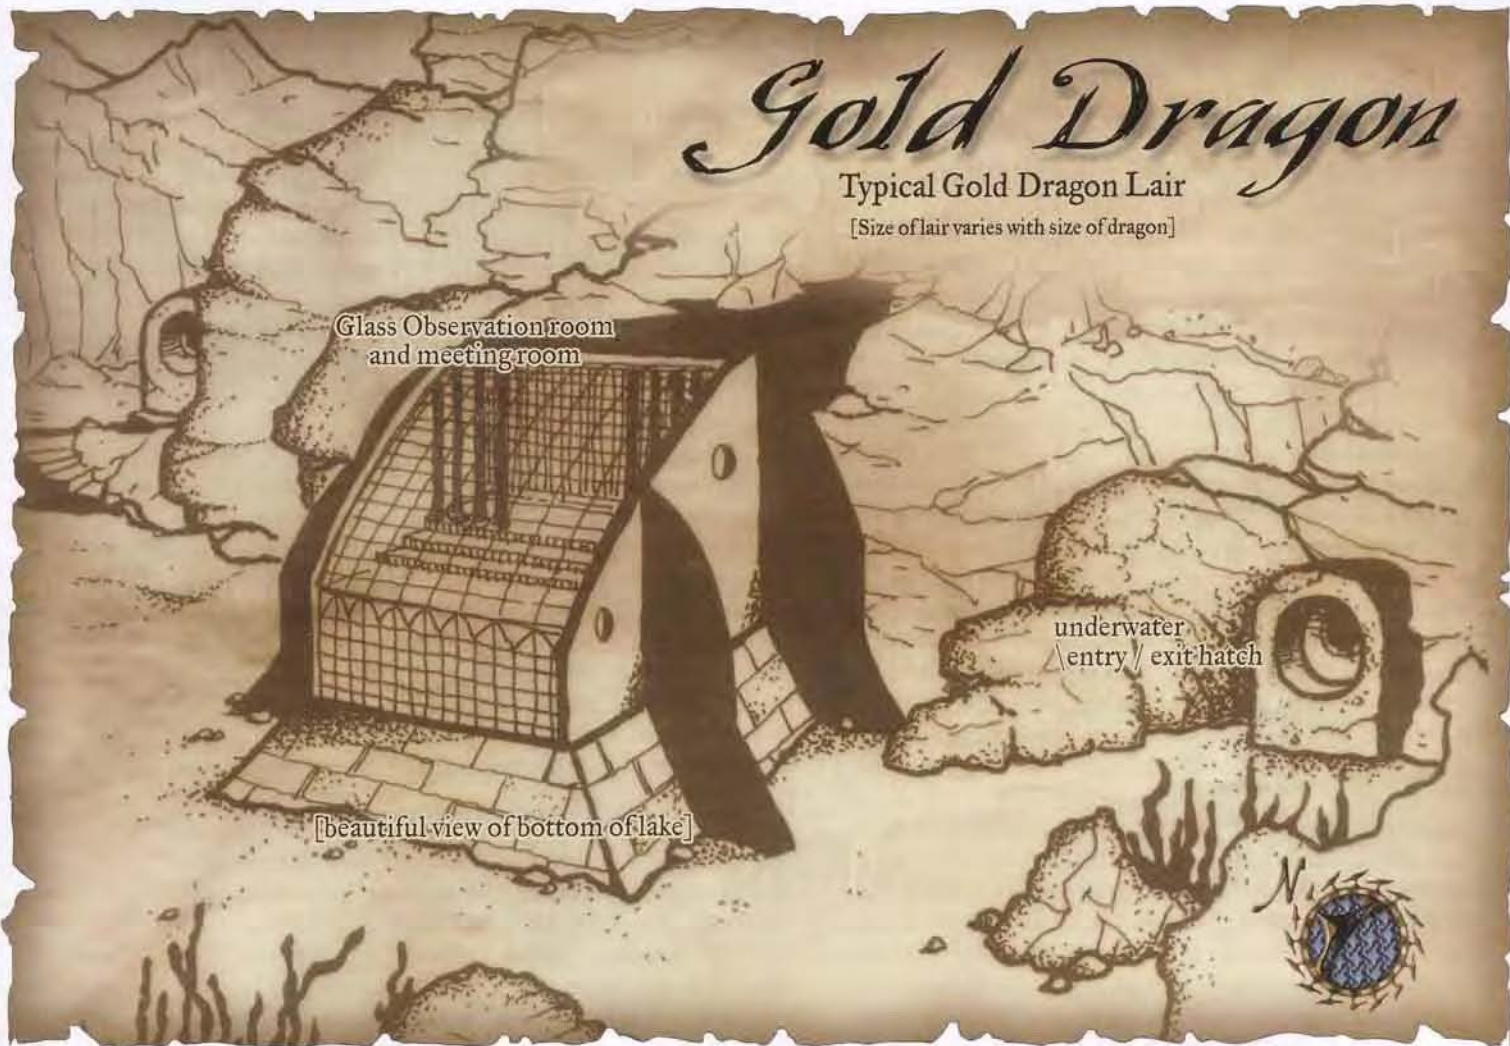 Gold Dragon
Typical Gold Dragon Lair
[Size of lair varies with size of dragon]
Glass Observation room
and meeting room
underwater
\entry / exit hatch
[beautiful view of bottom of lake]
N